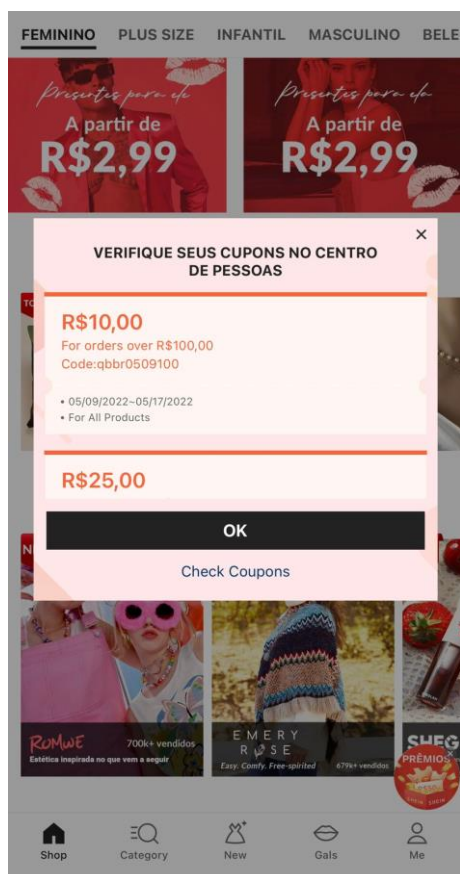 FEMININO PLUS SIZE INFANTIL MASCULINO BELE
Presentes para ele
A partir de
R$2,99
Presentes para ela
A partir de
R$2,99
×
VERIFIQUE SEUS CUPONS NO CENTRO
DE PESSOAS
R$10,00
For orders over R$100,00
Code:qbbr0509100
• 05/09/2022~05/17/2022
• For All Products
R$25,00
OK
Check Coupons
ROMWE 700k+ vendidos
Estética inspirada no que vem a seguir
EMERY
ROSE
Easy. Comfy. Free-spirited 679k+ vendidos
SHEG
PRÊMIOS
Shop Category New Gals Me